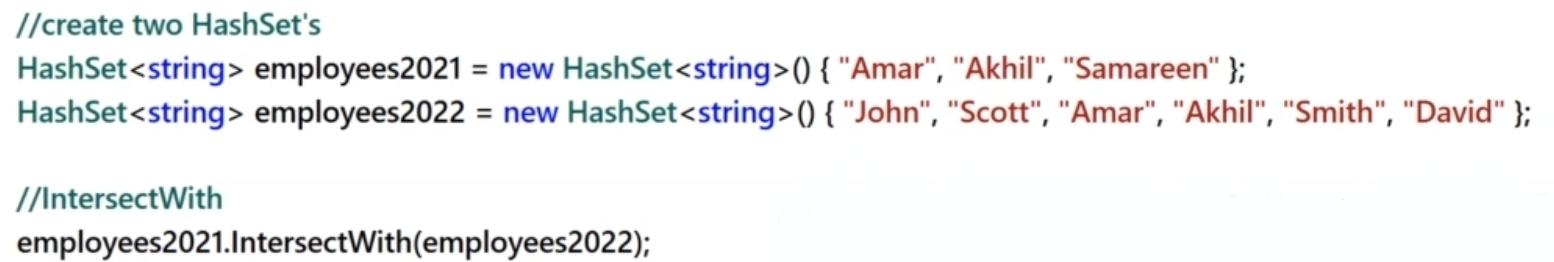 //create two HashSet's
HashSet<string> employees2021 = new HashSet<string>() { "Amar", "Akhil", "Samareen" };
HashSet<string> employees2022 = new HashSet<string>() { "John", "Scott", "Amar", "Akhil", "Smith", "David" };
//IntersectWith
employees2021.IntersectWith(employees2022);